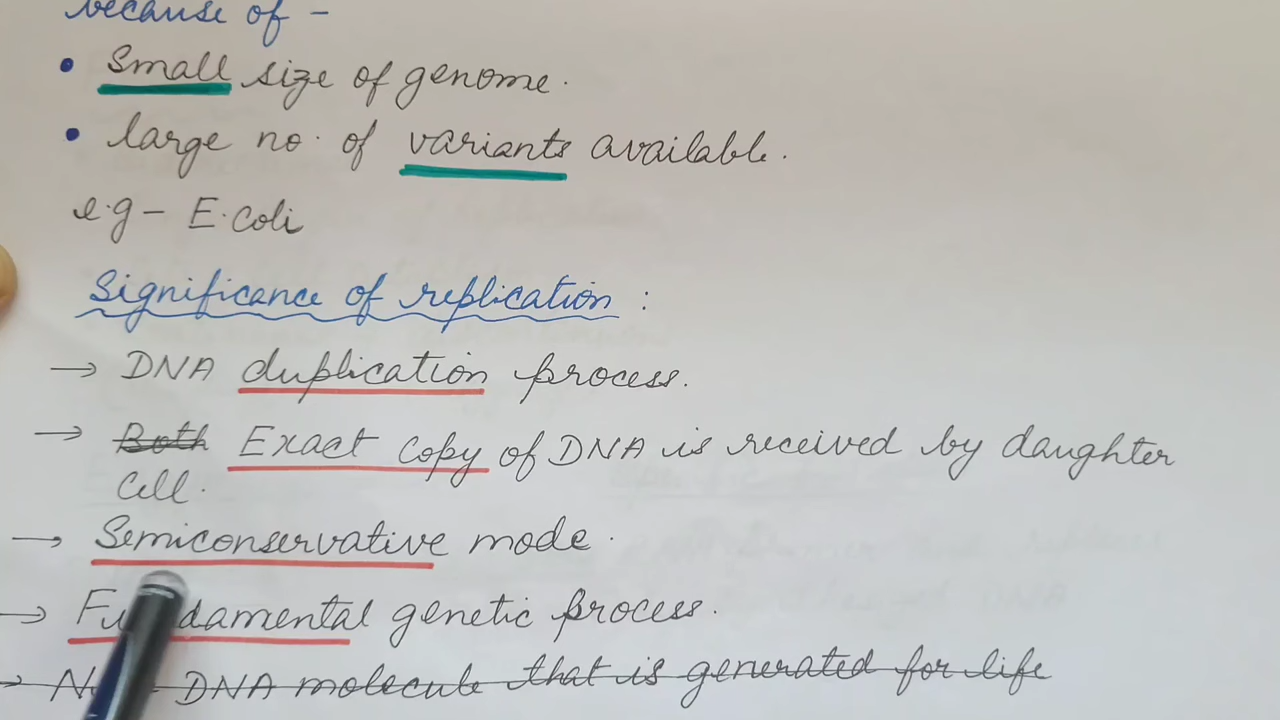 because of -
• Small size of genome.
• large no. of variants available.
e.g - E.coli
Significance of replication :
→ DNA duplication process.
→ Both Exact copy of DNA is received by daughter
cell.
→ Semiconservative mode.
→ Fundamental genetic process.
→ DNA molecule that is generated for life